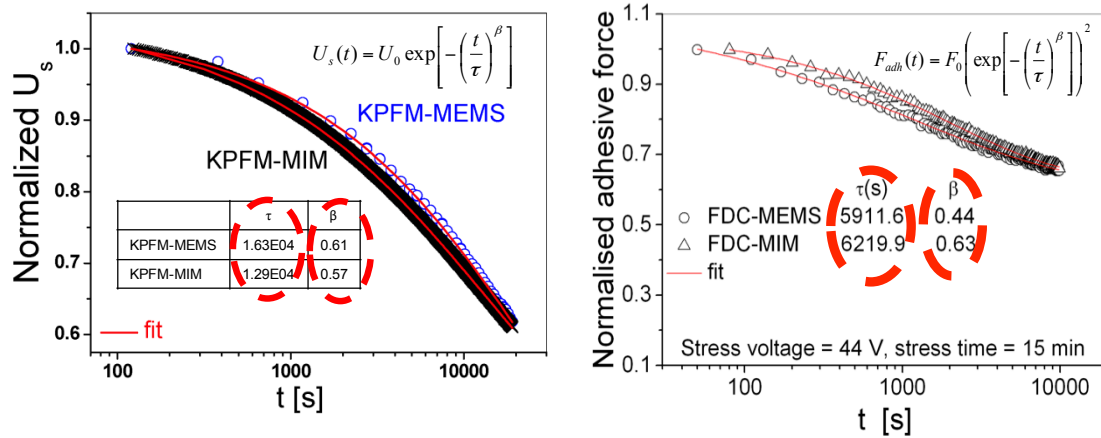 Normalized U_s
1.0
0.9
0.8
0.7
0.6
100
1000
10000
t [s]
U_s(t) = U_0 exp[-(t/τ)^β]
KPFM-MEMS
KPFM-MIM
τ β
KPFM-MEMS 1.63E04 0.61
KPFM-MIM 1.29E04 0.57
fit
Normalised adhesive force
1.1
0.9
0.7
0.5
0.3
0.1
100
1000
10000
t [s]
F_adh(t) = F_0(exp[-(t/τ)^β])^2
τ(s) β
FDC-MEMS 5911.6 0.44
FDC-MIM 6219.9 0.63
fit
Stress voltage = 44 V, stress time = 15 min